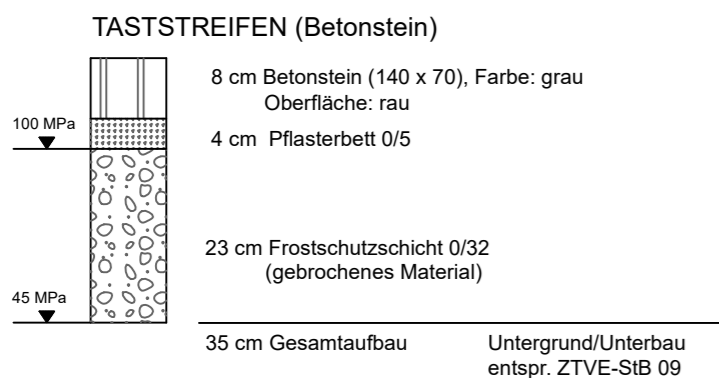 TASTSTREIFEN (Betonstein)
8 cm Betonstein (140 x 70), Farbe: grau
Oberfläche: rau
100 MPa
4 cm Pflasterbett 0/5
23 cm Frostschutzschicht 0/32
(gebrochenes Material)
45 MPa
35 cm Gesamtaufbau Untergrund/Unterbau
entspr. ZTVE-StB 09